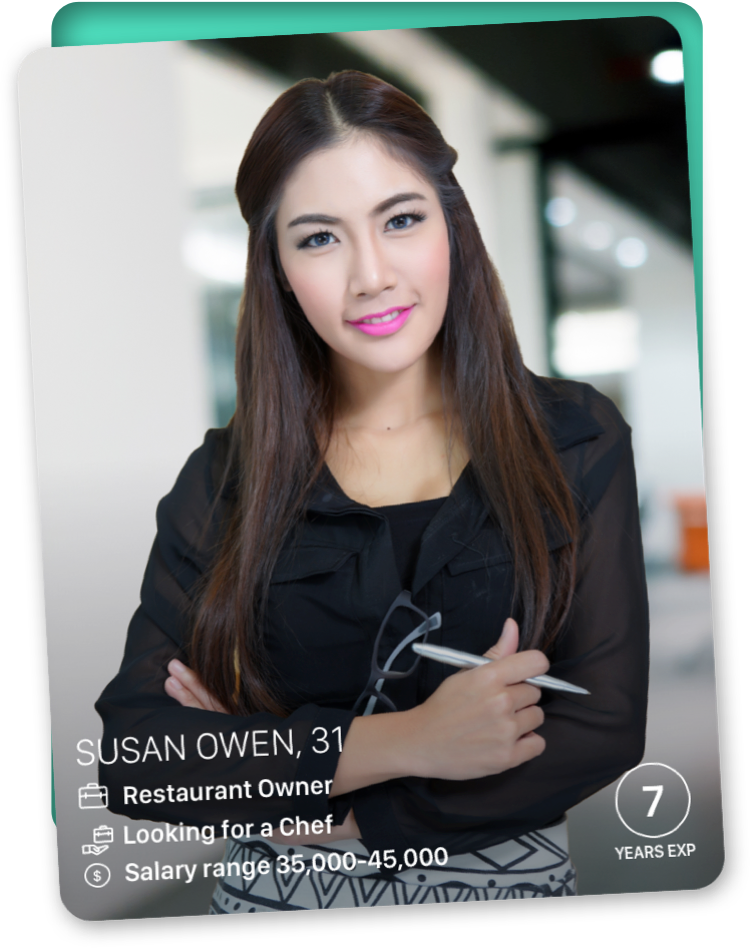 SUSAN OWEN, 31
Restaurant Owner
Looking for a Chef
Salary range 35,000-45,000
$
7
YEARS EXP